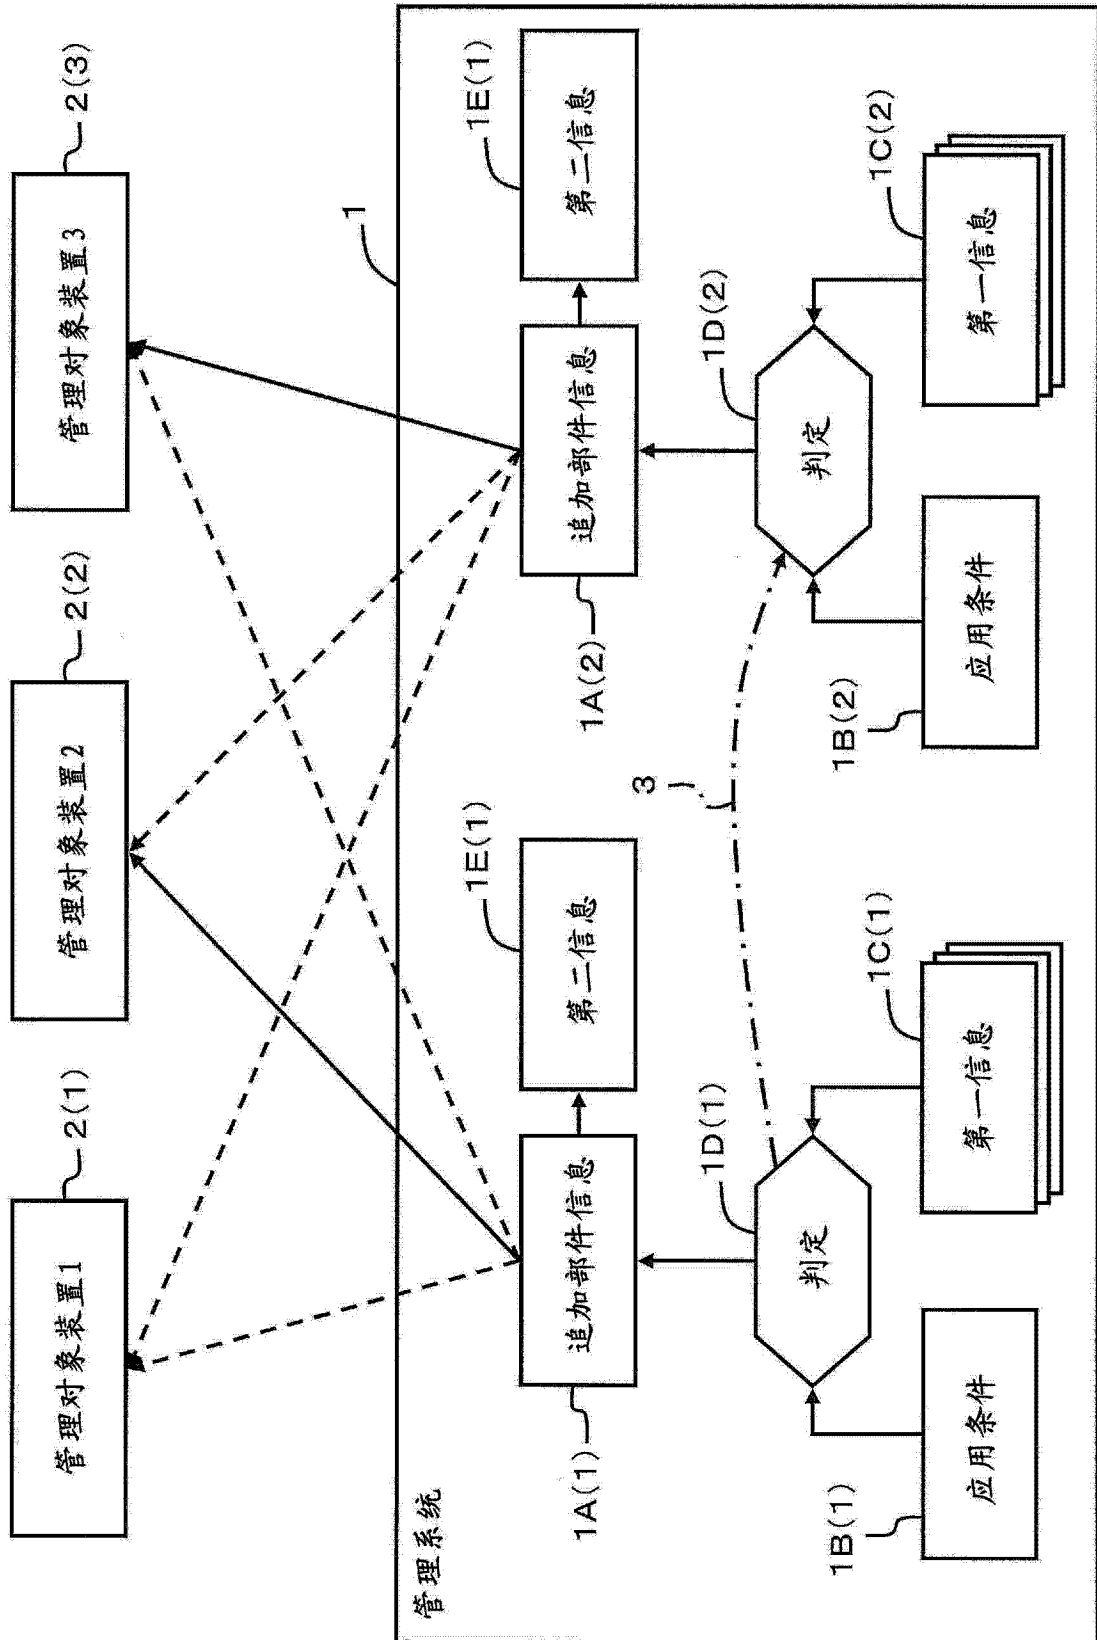 管理对象装置1
2(1)
管理对象装置2
2(2)
管理对象装置3
2(3)
管理系统
1
1A(1)
追加部件信息
第二信息
1E(1)
1A(2)
追加部件信息
第二信息
1E(1)
3
1D(1)
判定
1D(2)
判定
1B(1)
应用条件
第一信息
1C(1)
1B(2)
应用条件
第一信息
1C(2)